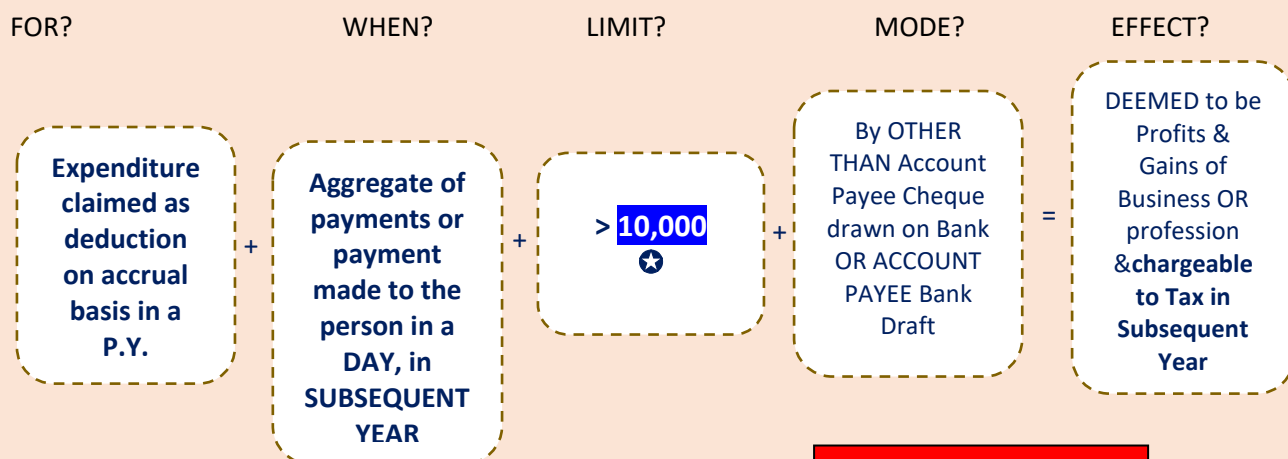 FOR? WHEN? LIMIT? MODE? EFFECT?
Expenditure
claimed as
deduction
on accrual
basis in a
P.Y.
+
Aggregate of
payments or
payment
made to the
person in a
DAY, in
SUBSEQUENT
YEAR
+
> 10,000
+
By OTHER
THAN Account
Payee Cheque
drawn on Bank
OR ACCOUNT
PAYEE Bank
Draft
=
DEEMED to be
Profits &
Gains of
Business OR
profession
&chargeable
to Tax in
Subsequent
Year